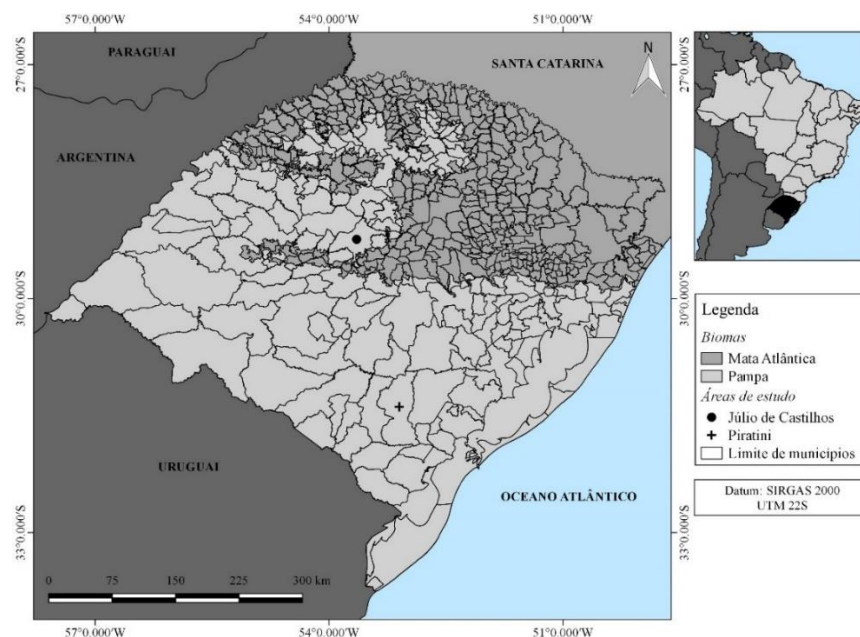 57°0.000'W
54°0.000'W
51°0.000'W
PARAGUAI
N
SANTA CATARINA
27°0.000'S
27°0.000'S
ARGENTINA
30°0.000'S
30°0.000'S
Legenda
Biomas
Mata Atlântica
Pampa
Áreas de estudo
Júlio de Castilhos
Piratini
Limite de municípios
URUGUAI
OCEANO ATLÂNTICO
Datum: SIRGAS 2000
UTM 22S
33°0.000'S
33°0.000'S
0 75 150 225 300 km
57°0.000'W
54°0.000'W
51°0.000'W